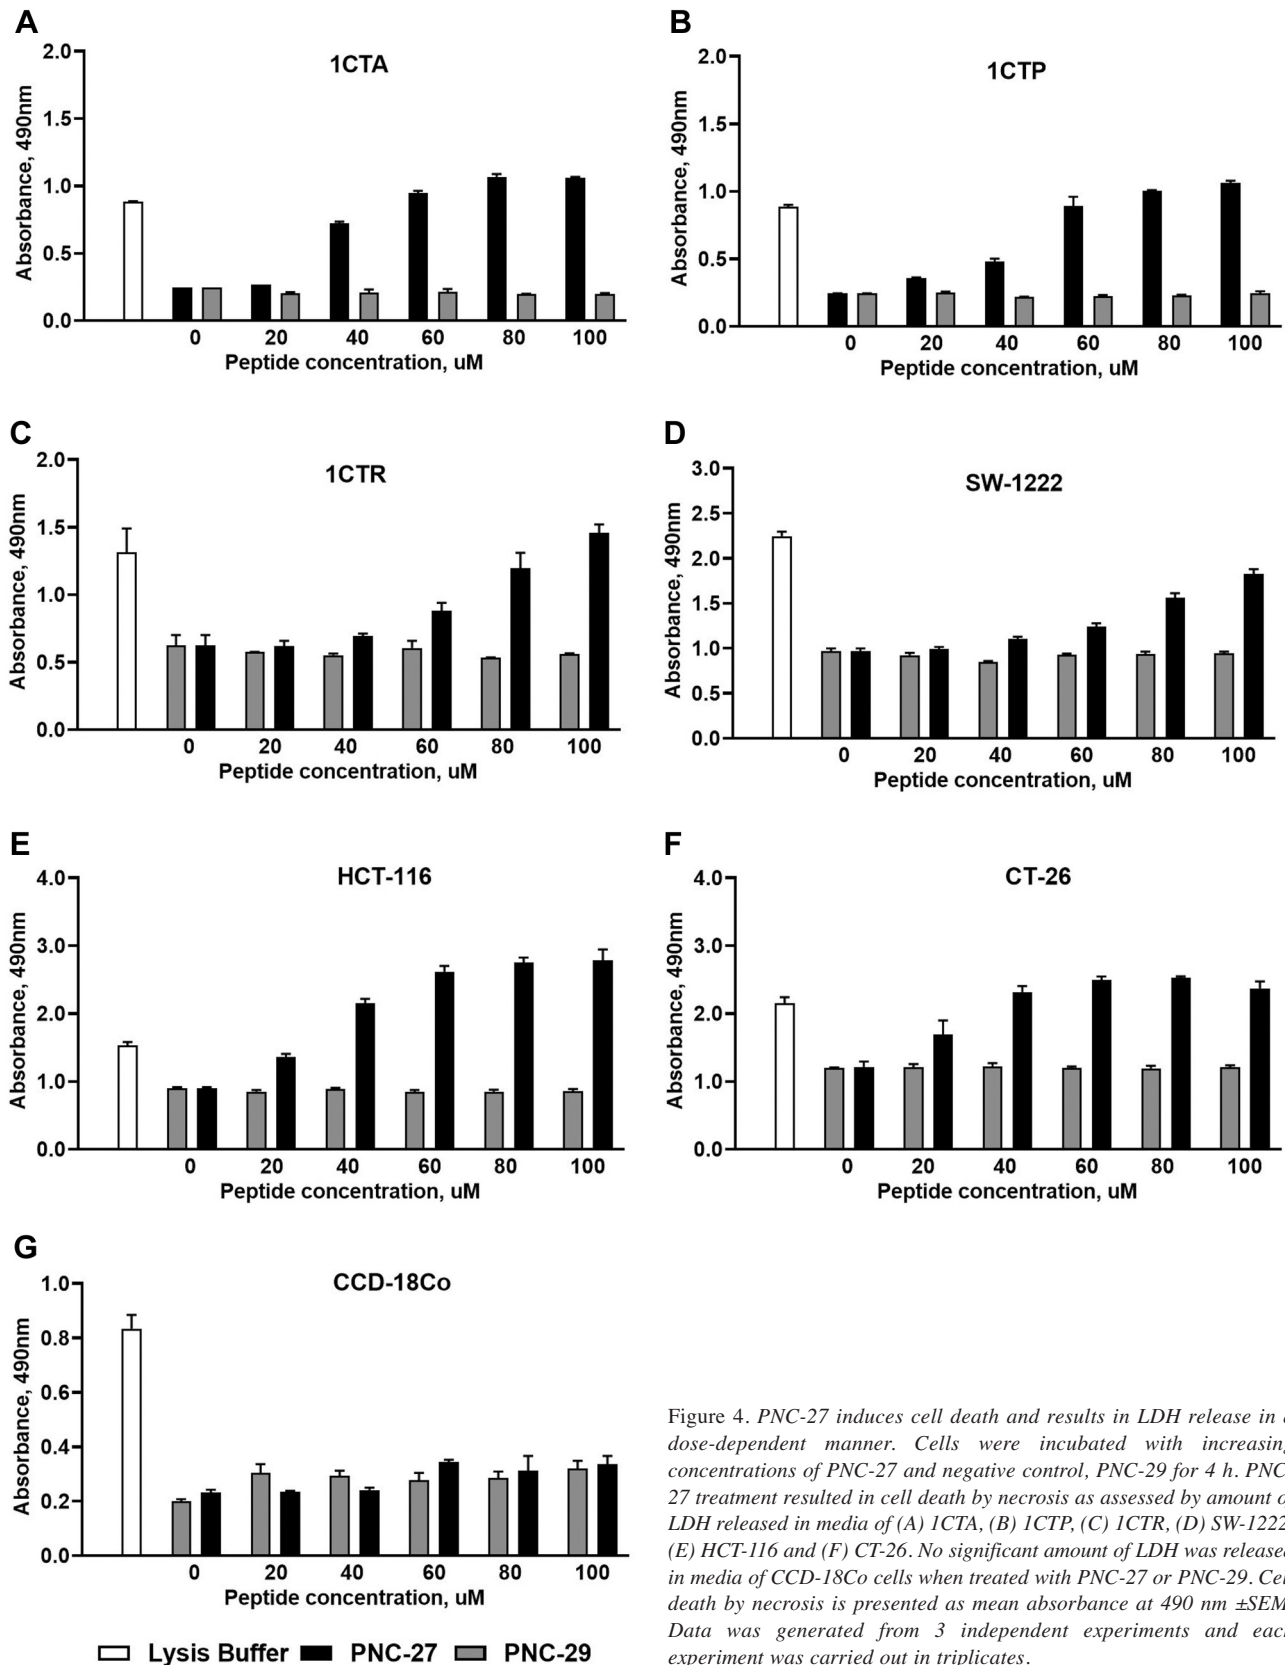 A
1CTA
Absorbance, 490nm
2.0
1.5
1.0
0.5
0.0
0 20 40 60 80 100
Peptide concentration, uM
B
1CTP
Absorbance, 490nm
2.0
1.5
1.0
0.5
0.0
0 20 40 60 80 100
Peptide concentration, uM
C
1CTR
Absorbance, 490nm
2.0
1.5
1.0
0.5
0.0
0 20 40 60 80 100
Peptide concentration, uM
D
SW-1222
Absorbance, 490nm
3.0
2.5
2.0
1.5
1.0
0.5
0.0
0 20 40 60 80 100
Peptide concentration, uM
E
HCT-116
Absorbance, 490nm
4.0
3.0
2.0
1.0
0.0
0 20 40 60 80 100
Peptide concentration, uM
F
CT-26
Absorbance, 490nm
4.0
3.0
2.0
1.0
0.0
0 20 40 60 80 100
Peptide concentration, uM
G
CCD-18Co
Absorbance, 490nm
1.0
0.8
0.6
0.4
0.2
0.0
0 20 40 60 80 100
Peptide concentration, uM
Lysis Buffer PNC-27 PNC-29
Figure 4. PNC-27 induces cell death and results in LDH release in
dose-dependent manner. Cells were incubated with increasing
concentrations of PNC-27 and negative control, PNC-29 for 4 h. PNC
27 treatment resulted in cell death by necrosis as assessed by amount
LDH released in media of (A) 1CTA, (B) 1CTP, (C) 1CTR, (D) SW-1222
(E) HCT-116 and (F) CT-26. No significant amount of LDH was released
in media of CCD-18Co cells when treated with PNC-27 or PNC-29. Cel
death by necrosis is presented as mean absorbance at 490 nm ±SEM
Data was generated from 3 independent experiments and each
experiment was carried out in triplicates.